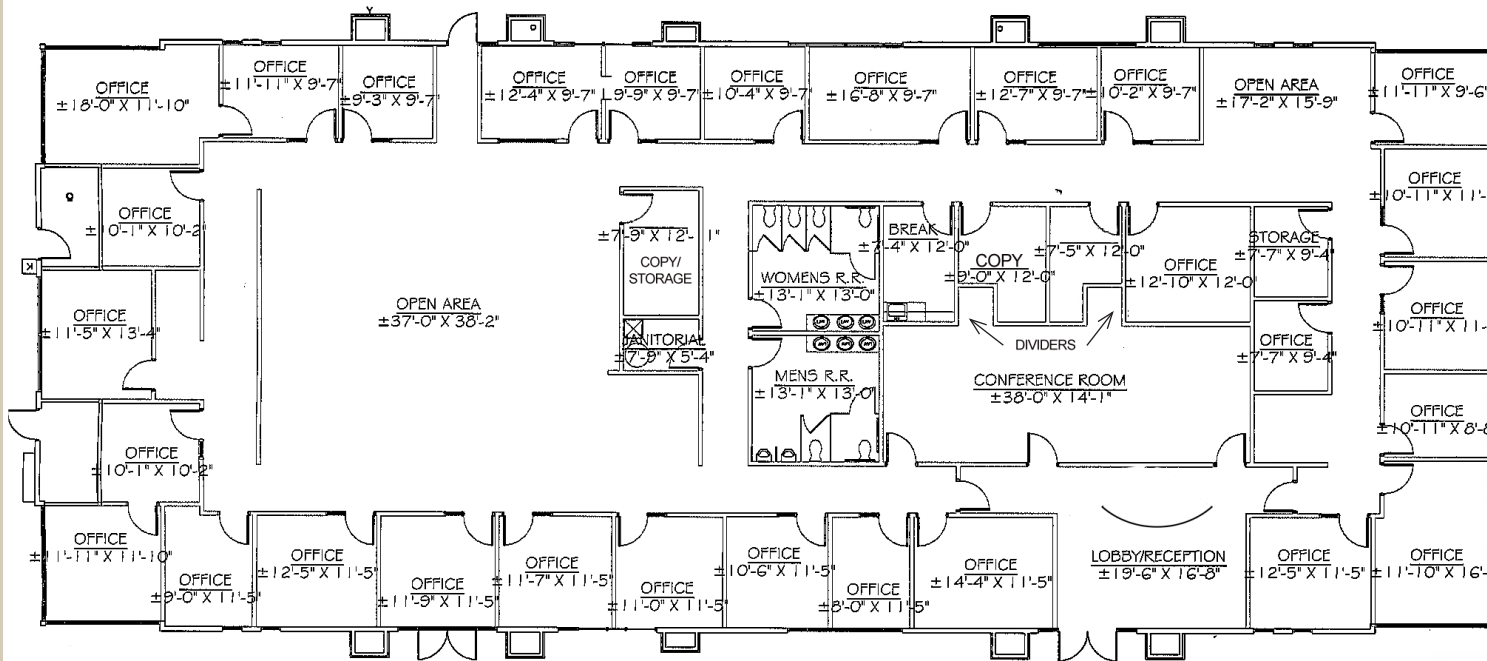 OFFICE
±18'-0" X 11'-10"
OFFICE
±11'-11" X 9'-7"
OFFICE
±9'-3" X 9'-7"
OFFICE
±12'-4" X 9'-7"
OFFICE
±9'-9" X 9'-7"
OFFICE
±10'-4" X 9'-7"
OFFICE
±16'-8" X 9'-7"
OFFICE
±12'-7" X 9'-7"
OFFICE
±10'-2" X 9'-7"
OPEN AREA
±17'-2" X 15'-9"
OFFICE
±11'-11" X 9'-6"
OFFICE
±10'-1" X 10'-2"
±7'-9" X 12'-1"
COPY/
STORAGE
BREAK
±7'-4" X 12'-0"
COPY
±9'-0" X 12'-0"
±7'-5" X 12'-0"
OFFICE
±12'-10" X 12'-0"
STORAGE
±7'-7" X 9'-4"
OFFICE
±10'-11" X 11'-
WOMENS R.R.
±13'-1" X 13'-0"
OFFICE
±11'-5" X 13'-4"
OPEN AREA
±37'-0" X 38'-2"
JANITORIAL
±7'-9" X 5'-4"
DIVIDERS
OFFICE
±7'-7" X 9'-4"
OFFICE
±10'-11" X 11'-
MENS R.R.
±13'-1" X 13'-0"
CONFERENCE ROOM
±38'-0" X 14'-1"
OFFICE
±10'-11" X 8'-8
OFFICE
±10'-1" X 10'-2"
OFFICE
±11'-11" X 11'-10"
OFFICE
±9'-0" X 11'-5"
OFFICE
±12'-5" X 11'-5"
OFFICE
±11'-9" X 11'-5"
OFFICE
±11'-7" X 11'-5"
OFFICE
±11'-0" X 11'-5"
OFFICE
±10'-6" X 11'-5"
OFFICE
±8'-0" X 11'-5"
OFFICE
±14'-4" X 11'-5"
LOBBY/RECEPTION
±19'-6" X 16'-8"
OFFICE
±12'-5" X 11'-5"
OFFICE
±11'-10" X 16'-